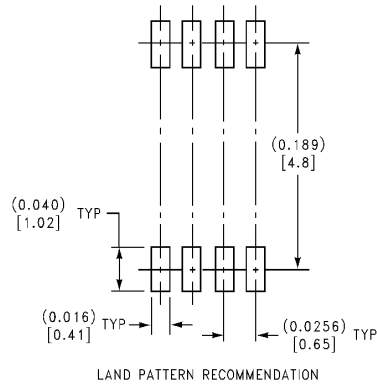 (0.189)
[4.8]
(0.040)
[1.02]
TYP
(0.016)
[0.41]
TYP
(0.0256)
[0.65]
TYP
LAND PATTERN RECOMMENDATION